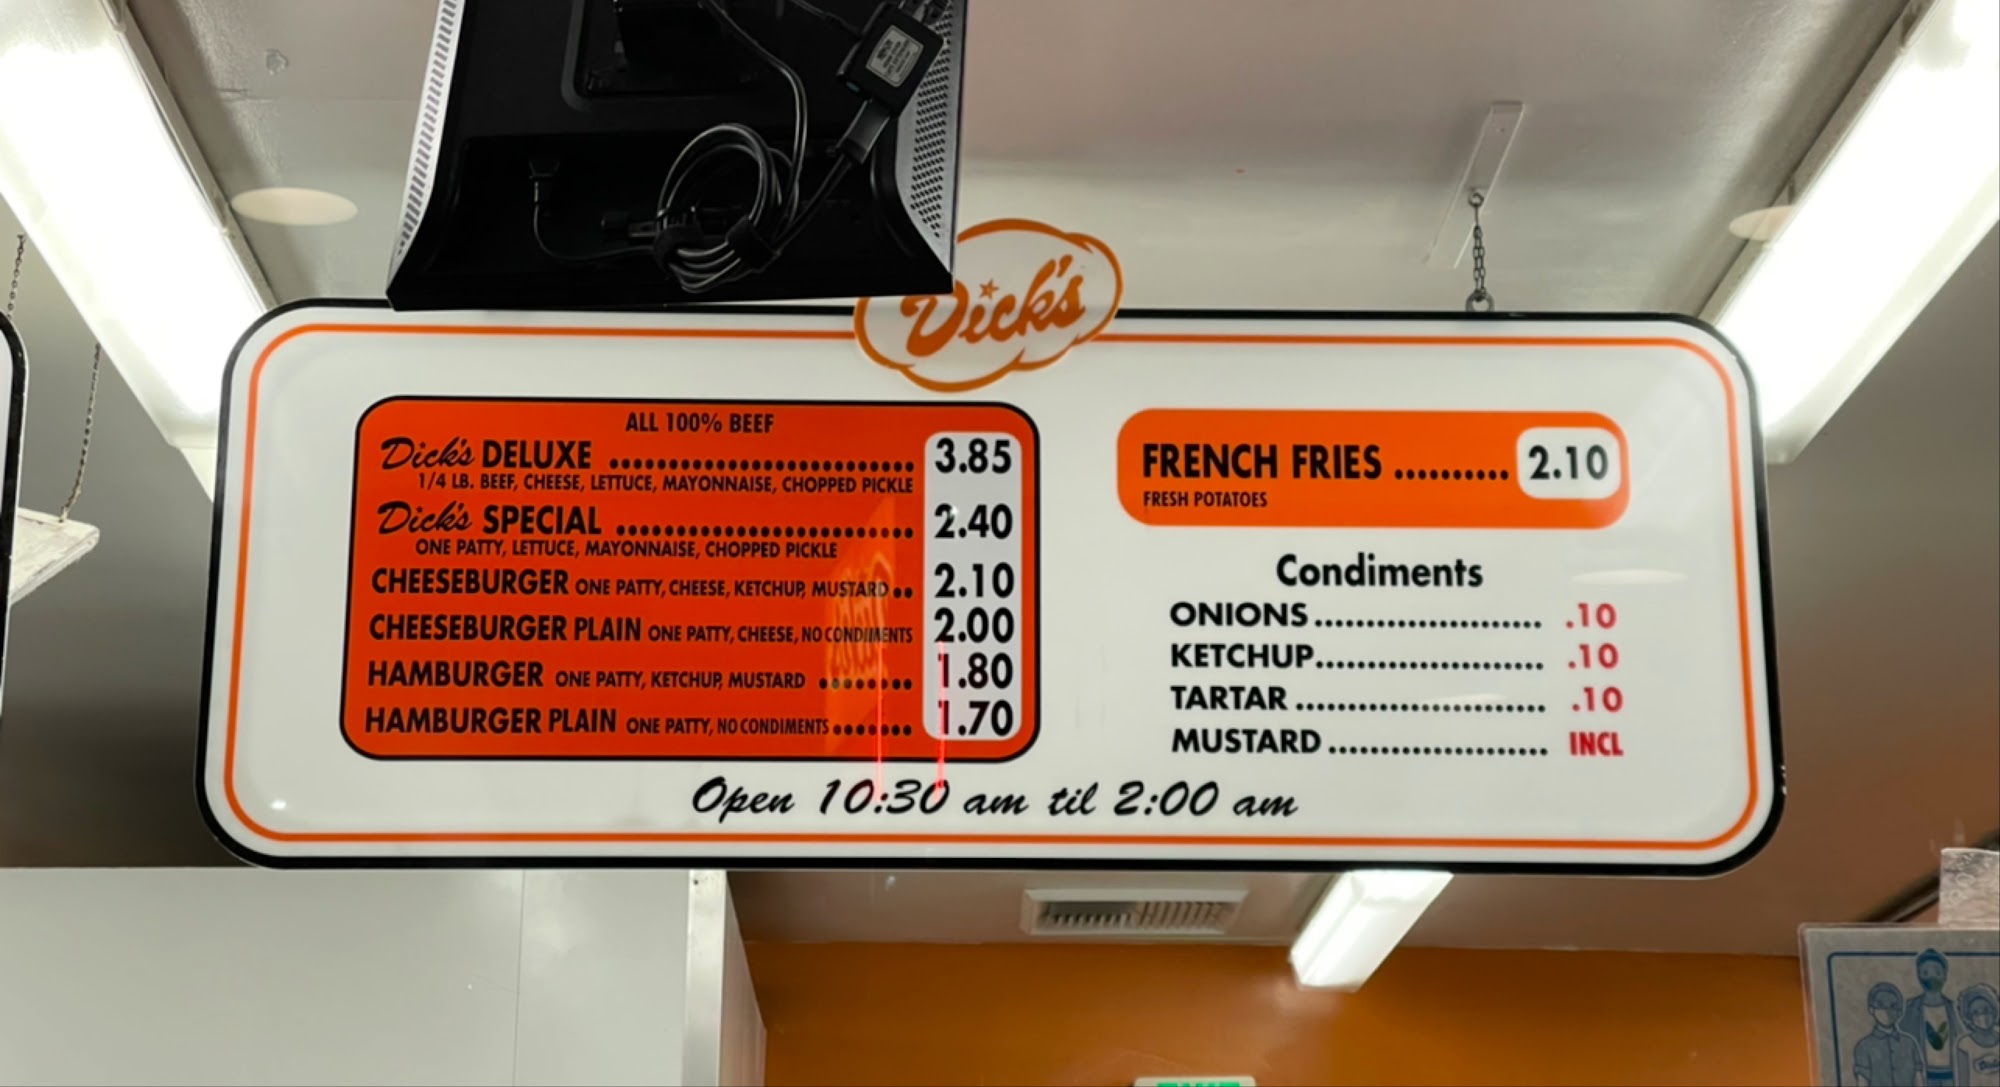 Dick's
ALL 100% BEEF
Dick's DELUXE ........................ 3.85
1/4 LB. BEEF, CHEESE, LETTUCE, MAYONNAISE, CHOPPED PICKLE
Dick's SPECIAL ........................ 2.40
ONE PATTY, LETTUCE, MAYONNAISE, CHOPPED PICKLE
CHEESEBURGER ONE PATTY, CHEESE, KETCHUP, MUSTARD .. 2.10
CHEESEBURGER PLAIN ONE PATTY, CHEESE, NO CONDIMENTS 2.00
HAMBURGER ONE PATTY, KETCHUP, MUSTARD ........ 1.80
HAMBURGER PLAIN ONE PATTY, NO CONDIMENTS ....... 1.70
FRENCH FRIES .......... 2.10
FRESH POTATOES
Condiments
ONIONS ...................... .10
KETCHUP ...................... .10
TARTAR ........................ .10
MUSTARD ..................... INCL
Open 10:30 am til 2:00 am